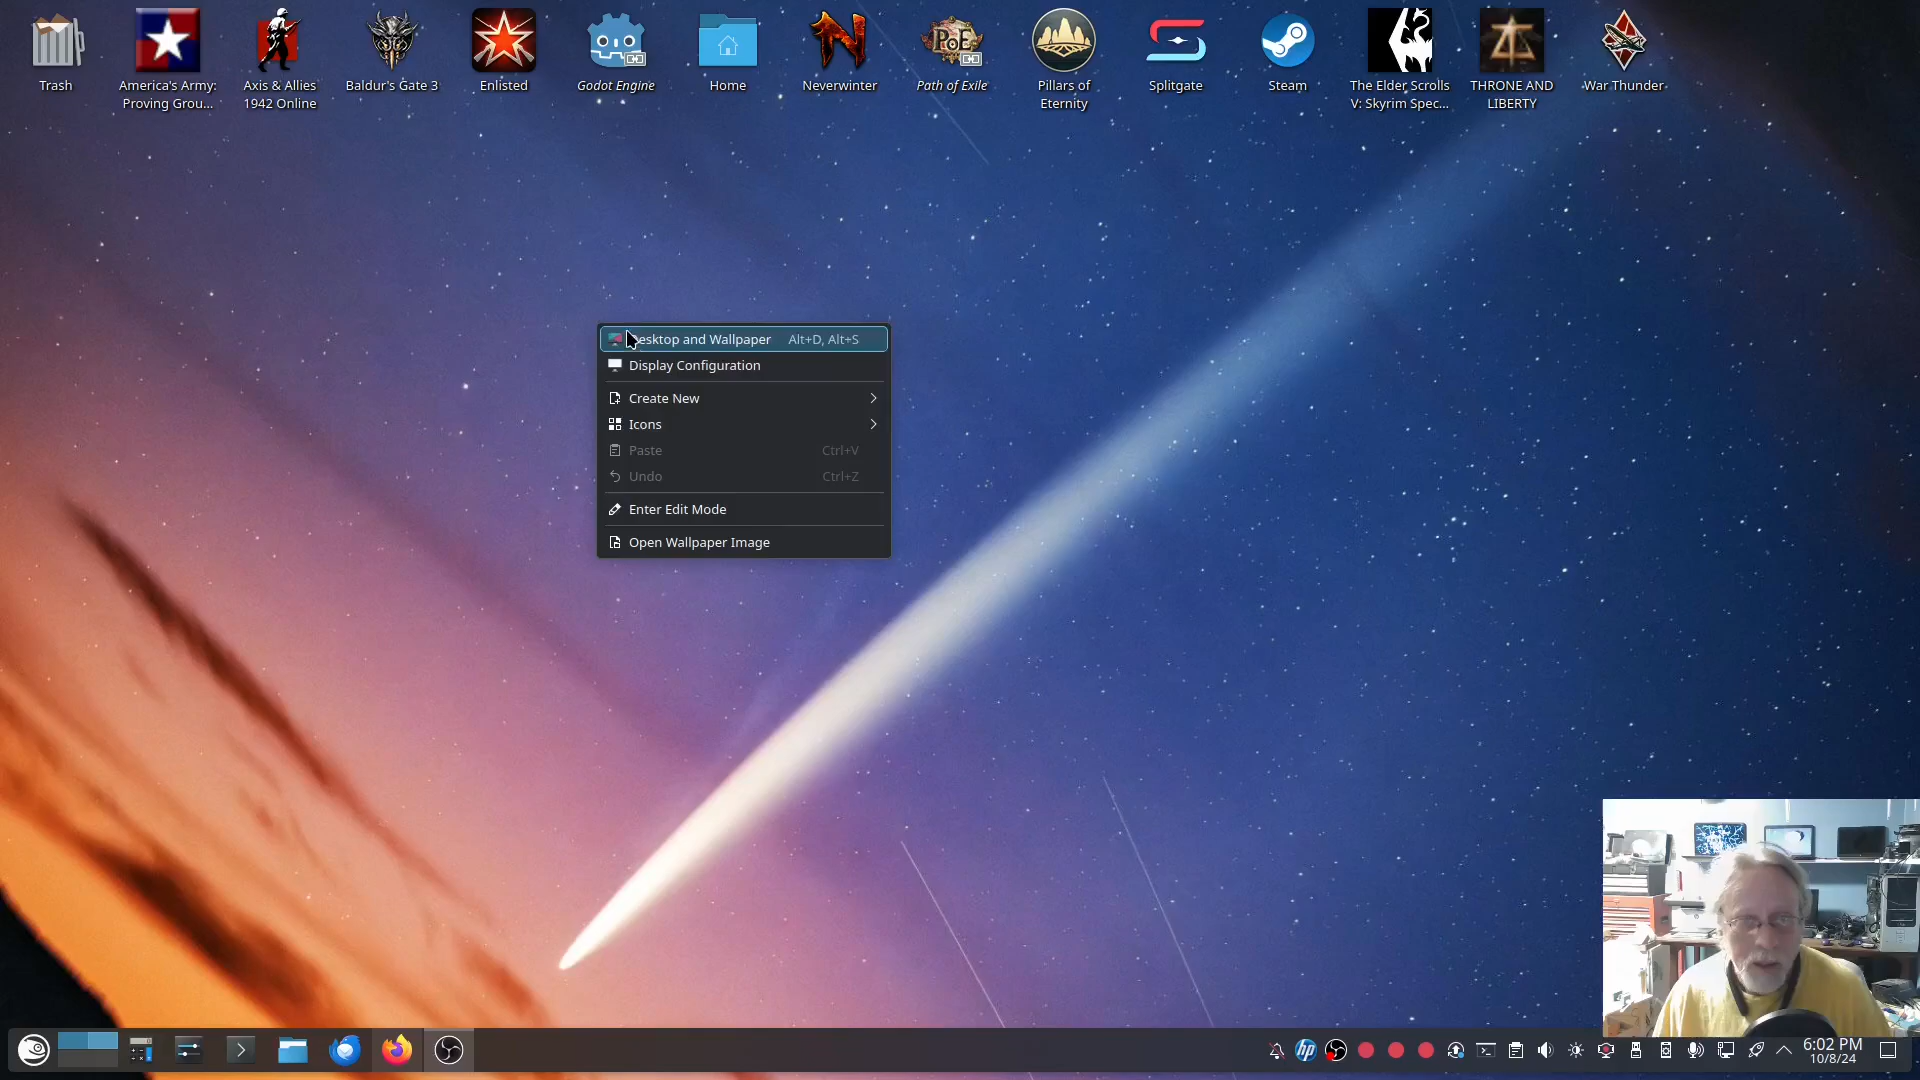 Trash
America's Army:
Proving Grou...
Axis & Allies
1942 Online
Baldur's Gate 3
Enlisted
Godot Engine
Home
Neverwinter
PoE
Path of Exile
Pillars of
Eternity
Splitgate
Steam
The Elder Scrolls
V: Skyrim Spec...
THRONE AND
LIBERTY
War Thunder
esktop and Wallpaper Alt+D, Alt+S
Display Configuration
Create New
Icons
Paste Ctrl+V
Undo Ctrl+Z
Enter Edit Mode
Open Wallpaper Image
hp
6:02 PM
10/8/24